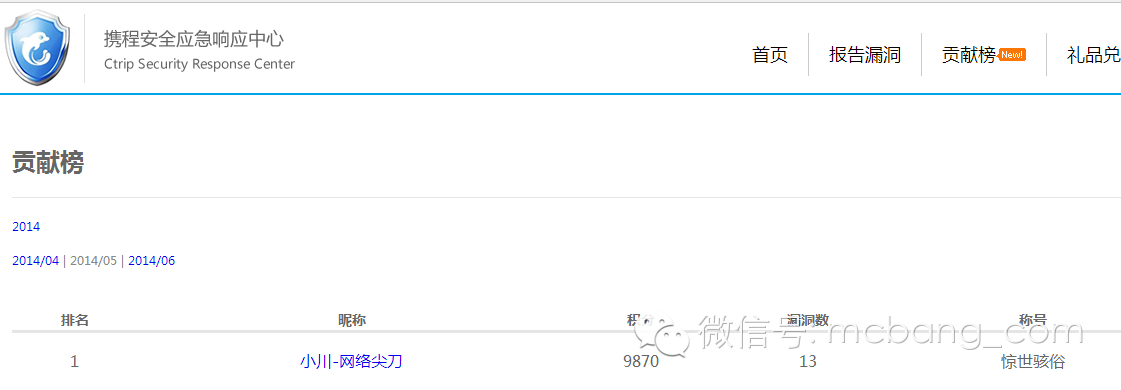 携程安全应急响应中心
Ctrip Security Response Center
首页 报告漏洞 贡献榜 New! 礼品兑
贡献榜
2014
2014/04 | 2014/05 | 2014/06
排名 昵称 积分 漏洞数 称号
微信号: mcbang_com
1 小川-网络尖刀 9870 13 惊世骇俗